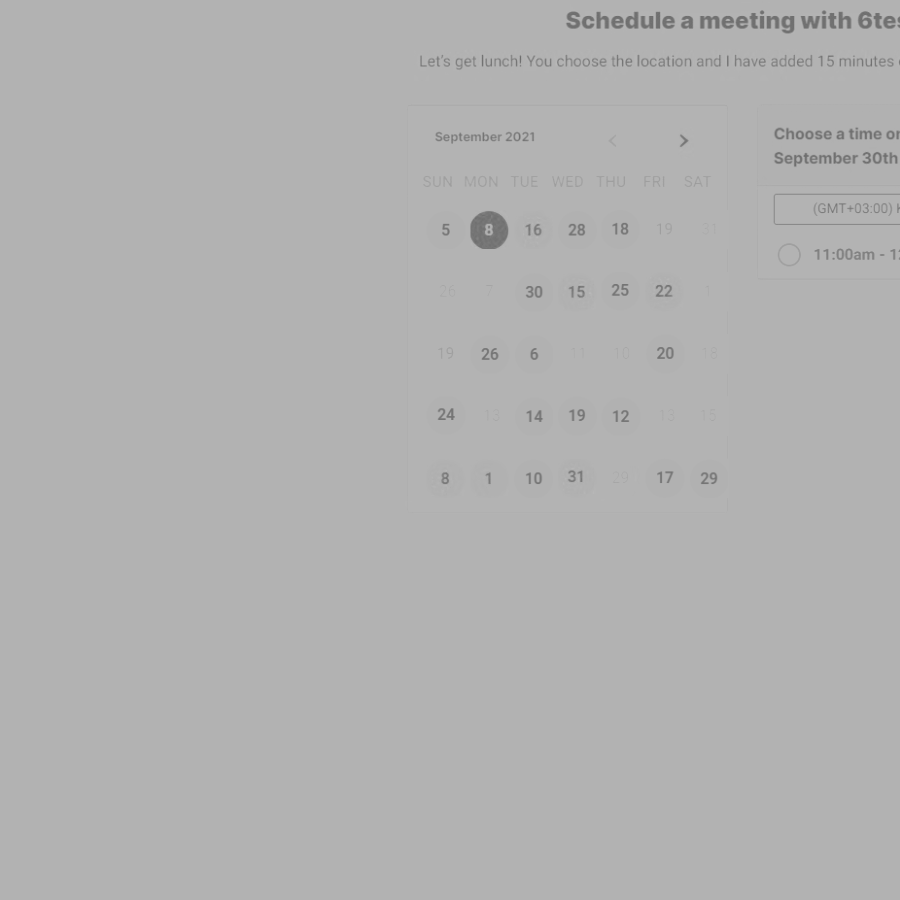 Schedule a meeting with 6tes
Let's get lunch! You choose the location and I have added 15 minutes
September 2021
SUN MON TUE WED THU FRI SAT
5 8 16 28 18 19 31
26 7 30 15 25 22 1
19 26 6 11 10 20 18
24 12 14 19 12 13 15
8 1 10 31 29 17 29
Choose a time or
September 30th
(GMT+03:00)
11:00am - 1